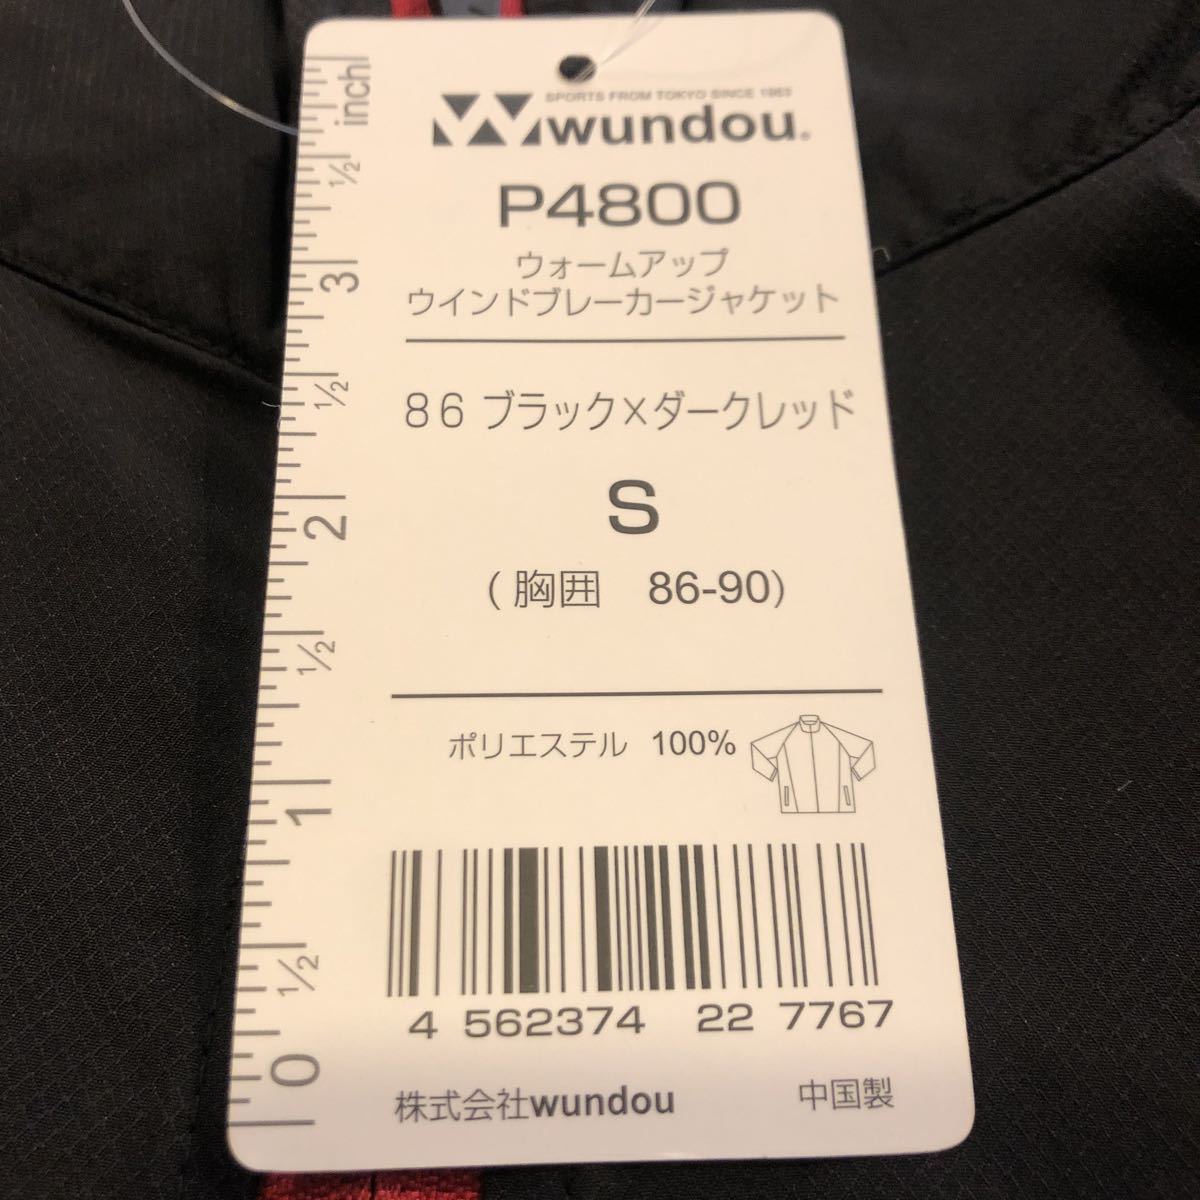 SPORTS FROM TOKYO SINCE 1963
wundou®
P4800
ウォームアップ
ウインドブレーカージャケット
86 ブラック×ダークレッド
S
(胸囲　86-90)
ポリエステル 100%
4 562374 22 7767
株式会社wundou
中国製
inch
1/2
3
1/2
2
1/2
1
1/2
0